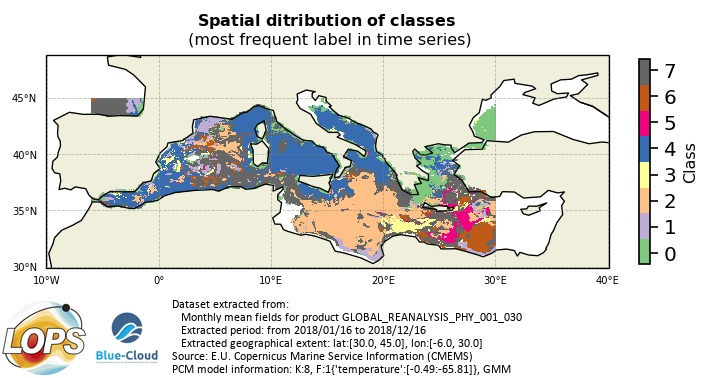 Spatial ditribution of classes
(most frequent label in time series)
45°N
40°N
35°N
30°N
10°W 0° 10°E 20°E 30°E 40°E
7
6
5
4
3
2
1
0
Class
LOPS
Blue-Cloud
Dataset extracted from:
Monthly mean fields for product GLOBAL_REANALYSIS_PHY_001_030
Extracted period: from 2018/01/16 to 2018/12/16
Extracted geographical extent: lat:[30.0, 45.0], lon:[-6.0, 30.0]
Source: E.U. Copernicus Marine Service Information (CMEMS)
PCM model information: K:8, F:1{'temperature':[-0.49:-65.81]}, GMM